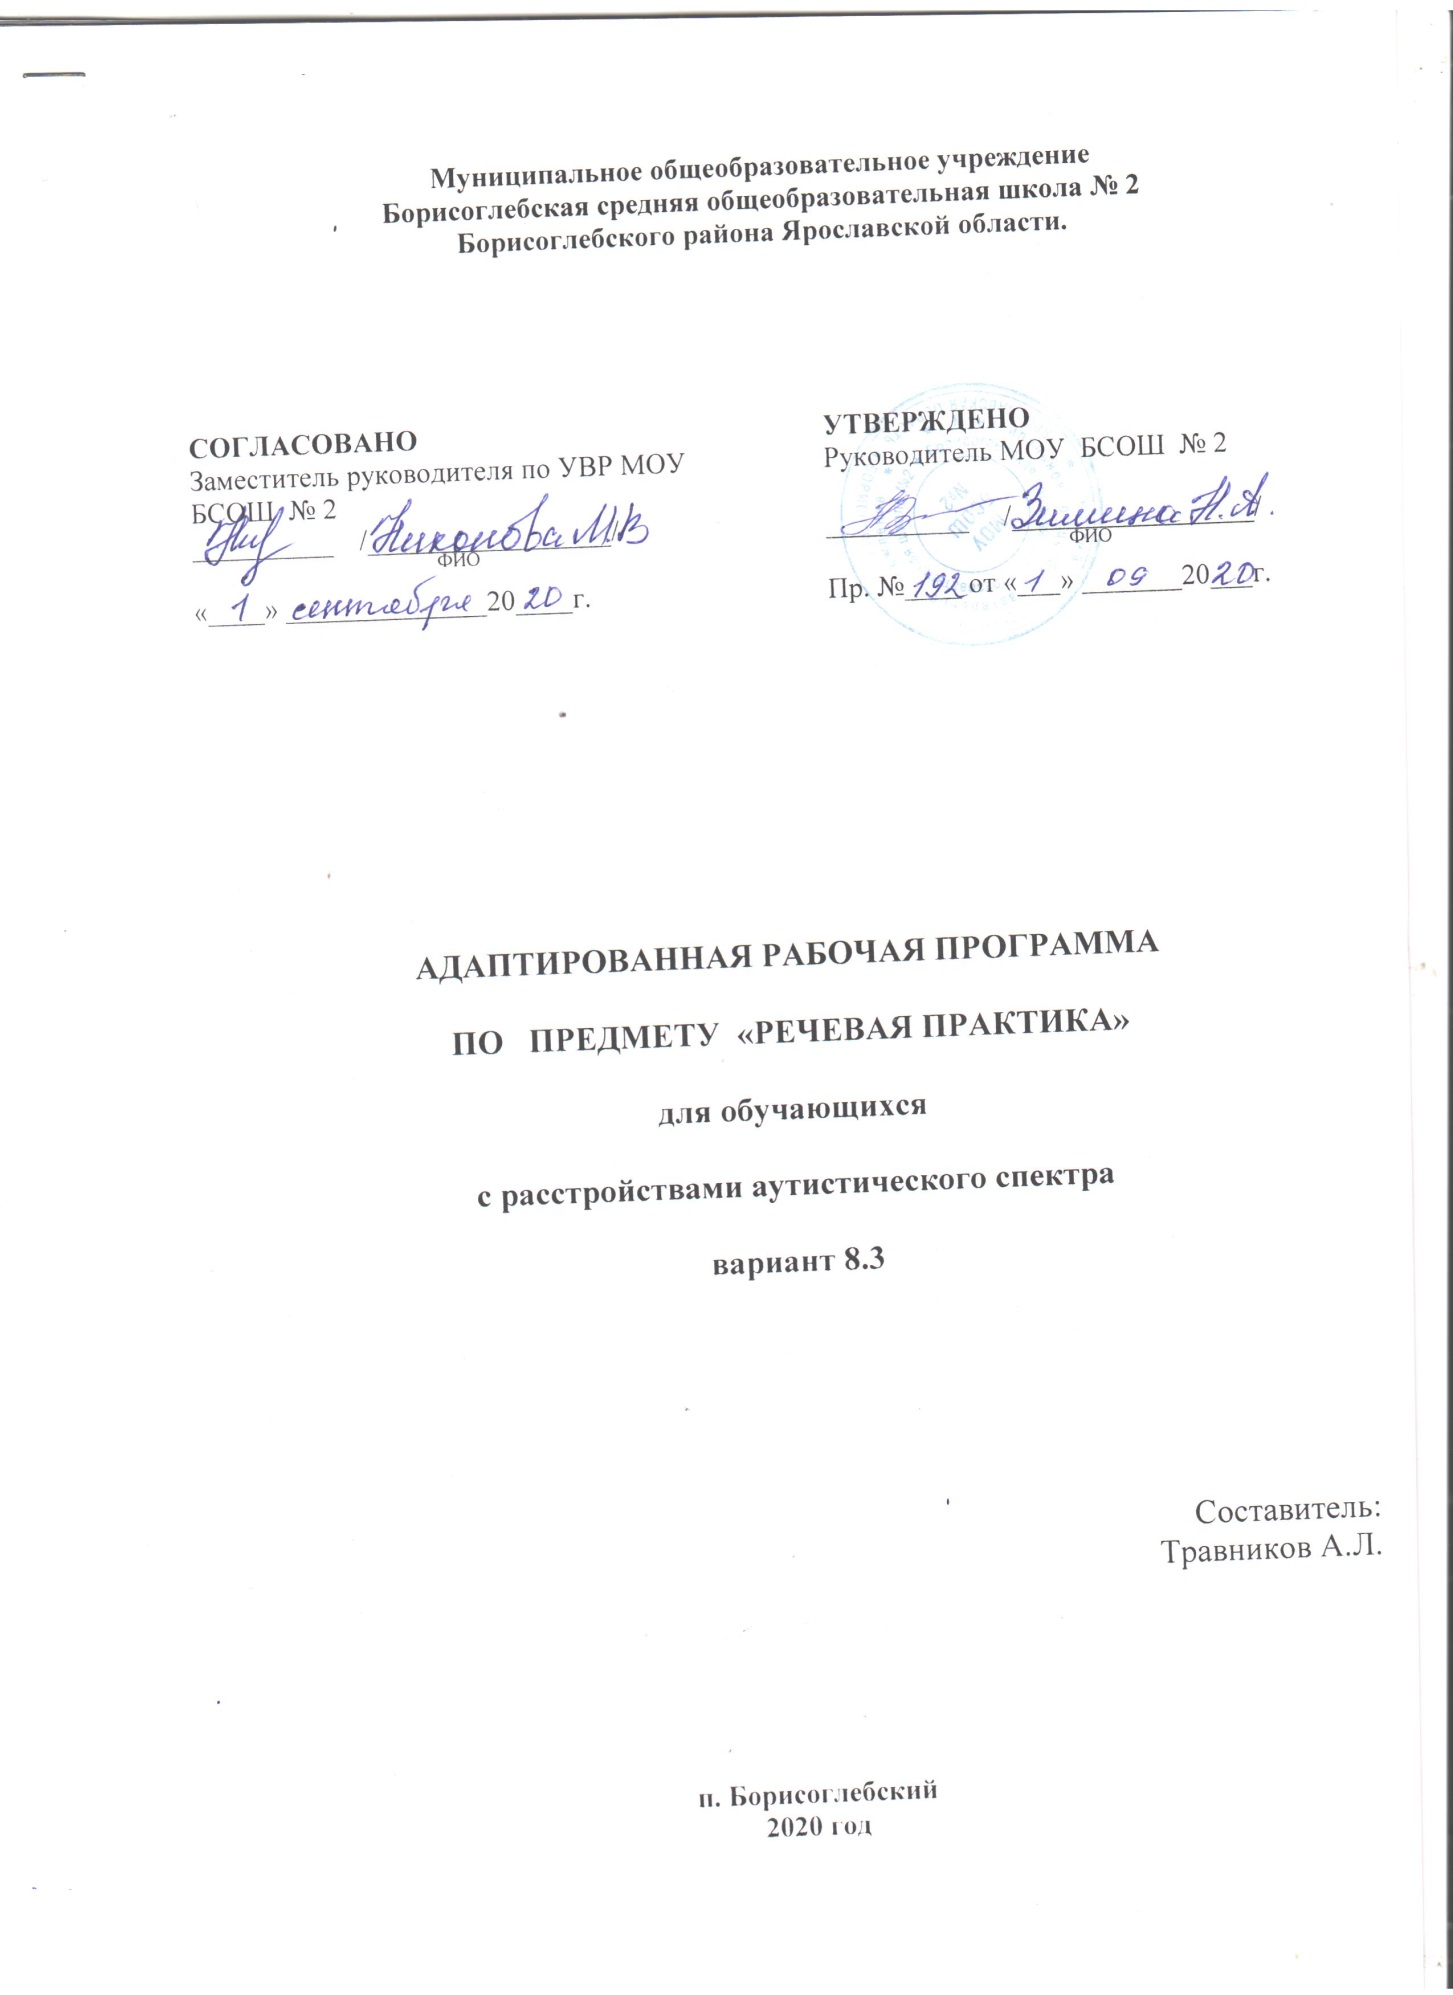 Муниципальное общеобразовательное учреждение
Борисоглебская средняя общеобразовательная школа № 2
Борисоглебского района Ярославской области.
СОГЛАСОВАНО
Заместитель руководителя по УВР МОУ
БСОШ № 2
/Никонова М.В
ФИО
« 1 » сентября 20 20 г.
УТВЕРЖДЕНО
Руководитель МОУ БСОШ № 2
/Зимина Н.А.
ФИО
Пр. № 192 от « 1 » 09 20 20 г.
АДАПТИРОВАННАЯ РАБОЧАЯ ПРОГРАММА
ПО ПРЕДМЕТУ «РЕЧЕВАЯ ПРАКТИКА»
для обучающихся
с расстройствами аутистического спектра
вариант 8.3
Составитель:
Травников А.Л.
п. Борисоглебский
2020 год